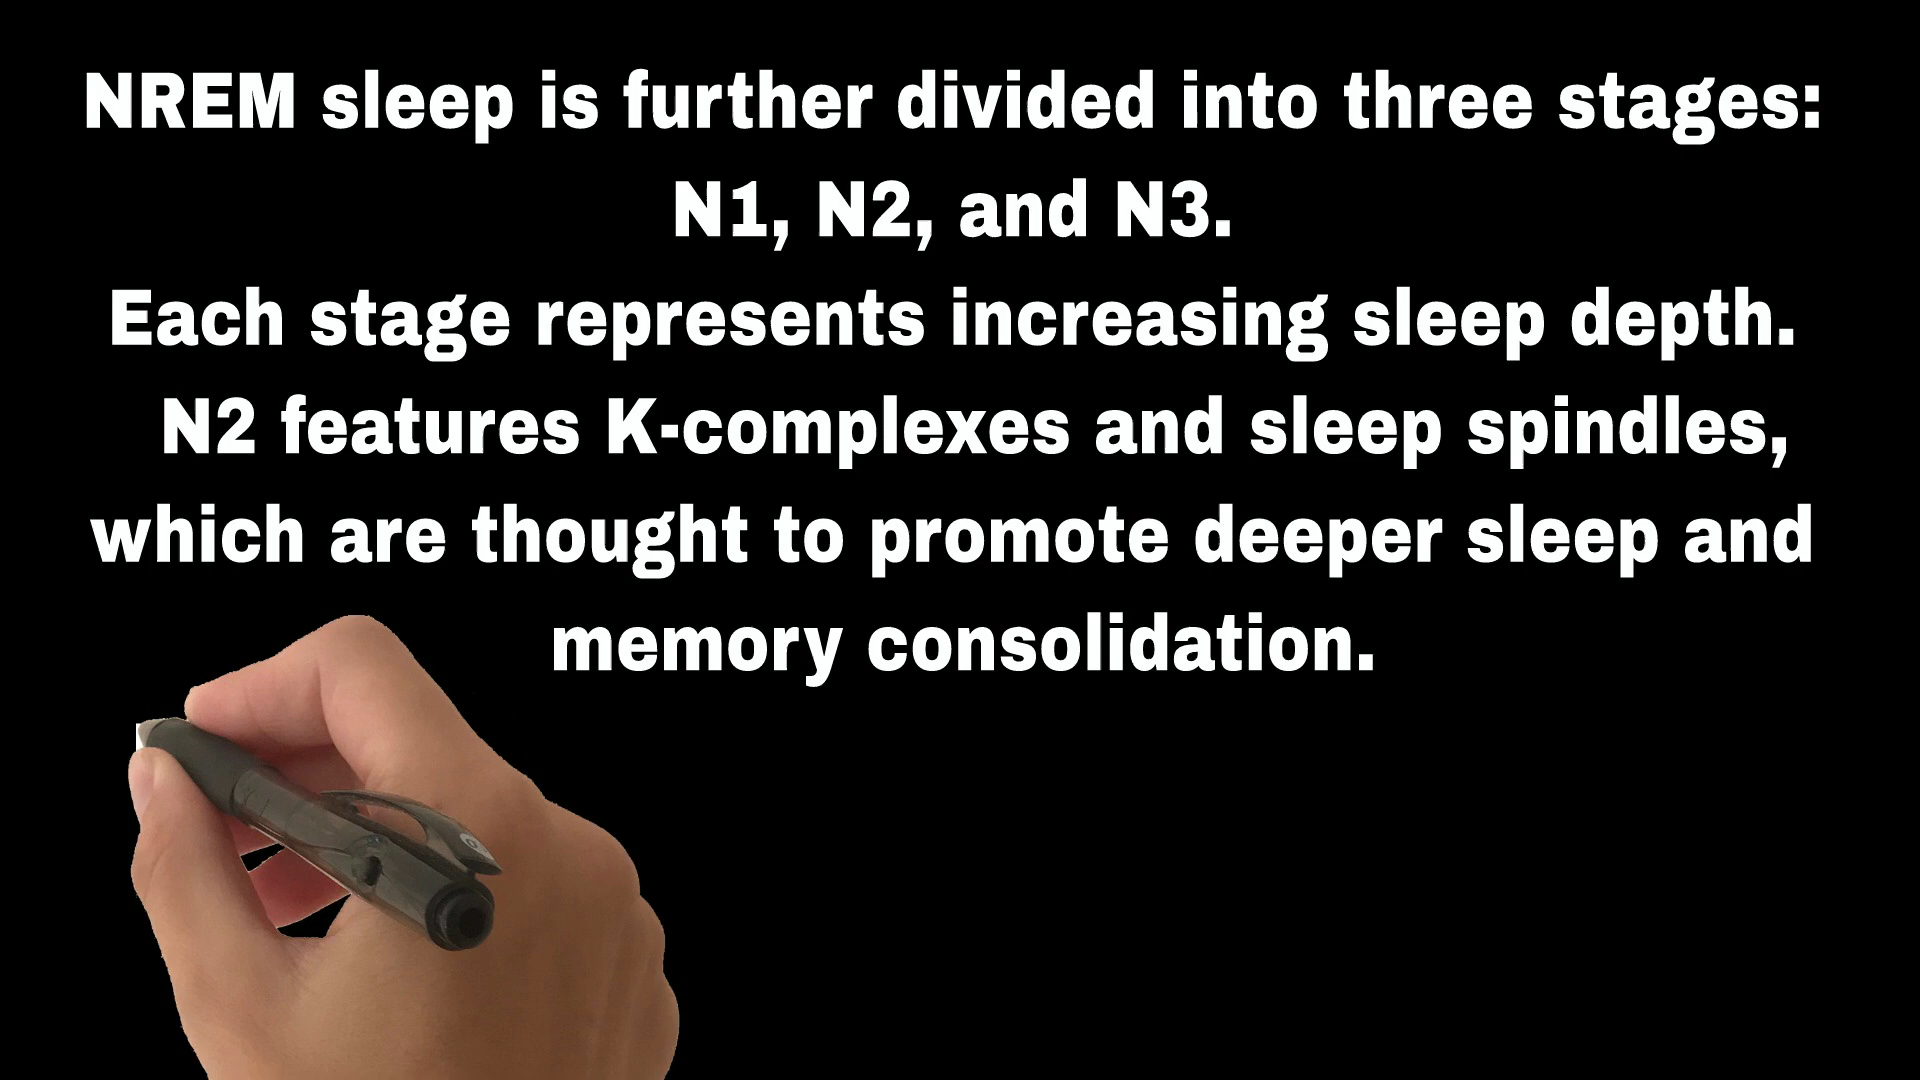 NREM sleep is further divided into three stages:
N1, N2, and N3.
Each stage represents increasing sleep depth.
N2 features K-complexes and sleep spindles,
which are thought to promote deeper sleep and
memory consolidation.